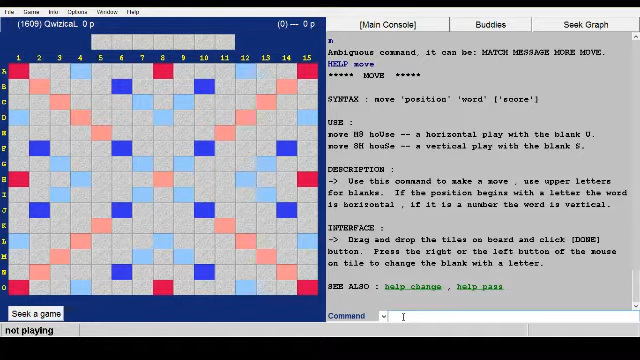 File Game Info Options Window Help
(1609) QwizicaL 0 p
(0) --- 0 p
[Main Console] Buddies Seek Graph
1 2 3 4 5 6 7 8 9 10 11 12 13 14 15
A
B
C
D
E
F
G
H
I
J
K
L
M
N
O
m
Ambiguous command, it can be: MATCH MESSAGE MORE MOVE.
HELP move
***** MOVE *****
SYNTAX : move 'position' 'word' ['score']
USE :
move H8 hoUse -- a horizontal play with the blank U.
move 8H houSe -- a vertical play with the blank S.
DESCRIPTION :
-> Use this command to make a move , use upper letters
for blanks. If the position begins with a letter the word
is horizontal , if it is a number the word is vertical.
INTERFACE :
-> Drag and drop the tiles on board and click [DONE]
button. Press the right or the left button of the mouse
on tile to change the blank with a letter.
SEE ALSO : help change , help pass
Seek a game
Command
not playing